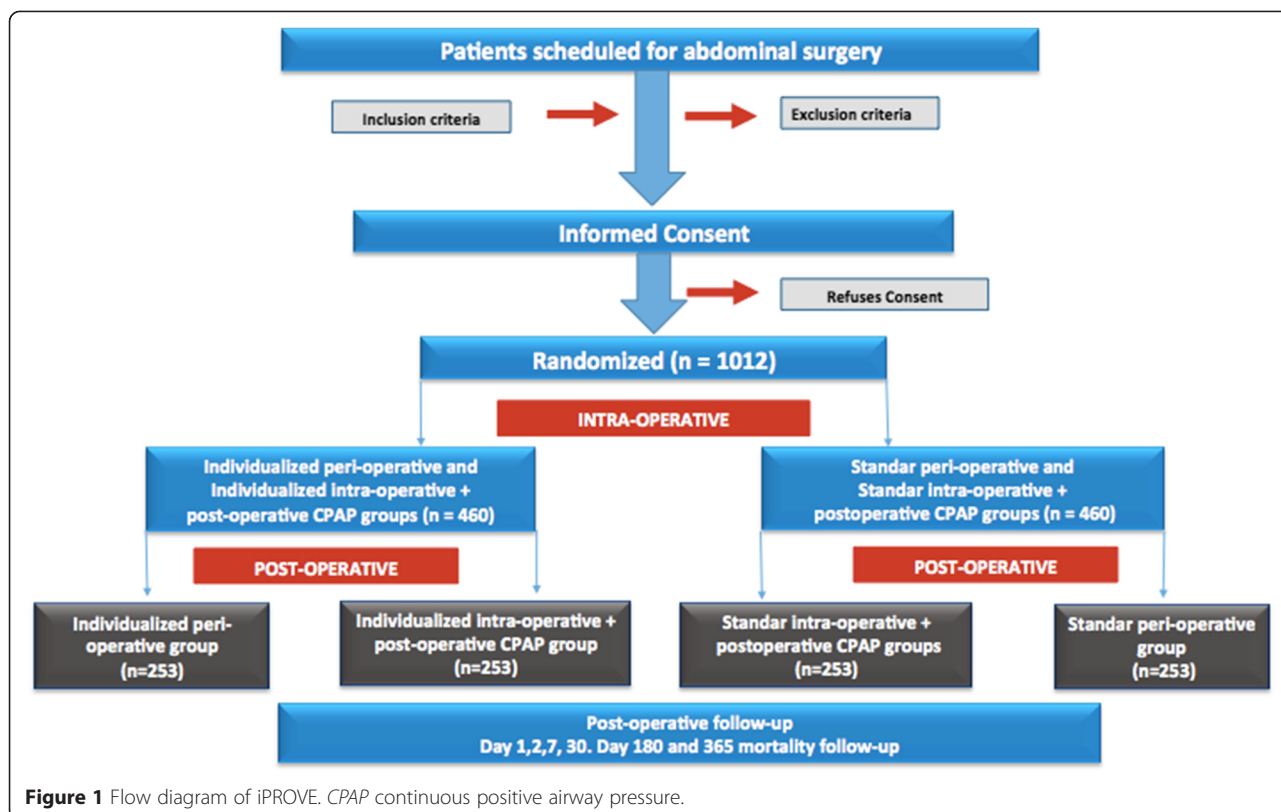 Patients scheduled for abdominal surgery
Inclusion criteria
Exclusion criteria
Informed Consent
Refuses Consent
Randomized (n = 1012)
INTRA-OPERATIVE
Individualized peri-operative and
Individualized intra-operative +
post-operative CPAP groups (n = 460)
Standar peri-operative and
Standar intra-operative +
postoperative CPAP groups (n = 460)
POST-OPERATIVE
POST-OPERATIVE
Individualized peri-
operative group
(n=253)
Individualized intra-operative +
post-operative CPAP group
(n=253)
Standar intra-operative +
postoperative CPAP groups
(n=253)
Standar peri-operative
group
(n=253)
Post-operative follow-up
Day 1,2,7, 30. Day 180 and 365 mortality follow-up
Figure 1 Flow diagram of iPROVE. CPAP continuous positive airway pressure.